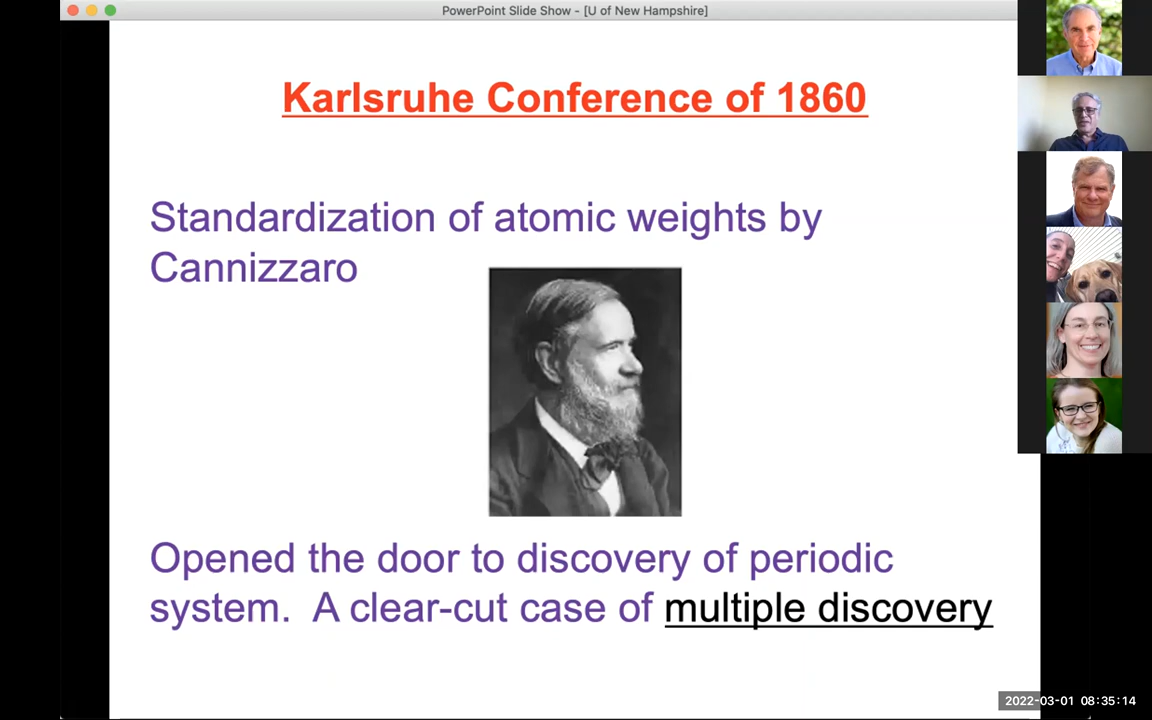 PowerPoint Slide Show - [U of New Hampshire]
Karlsruhe Conference of 1860
Standardization of atomic weights by
Cannizzaro
Opened the door to discovery of periodic
system. A clear-cut case of multiple discovery
2022-03-01 08:35:14